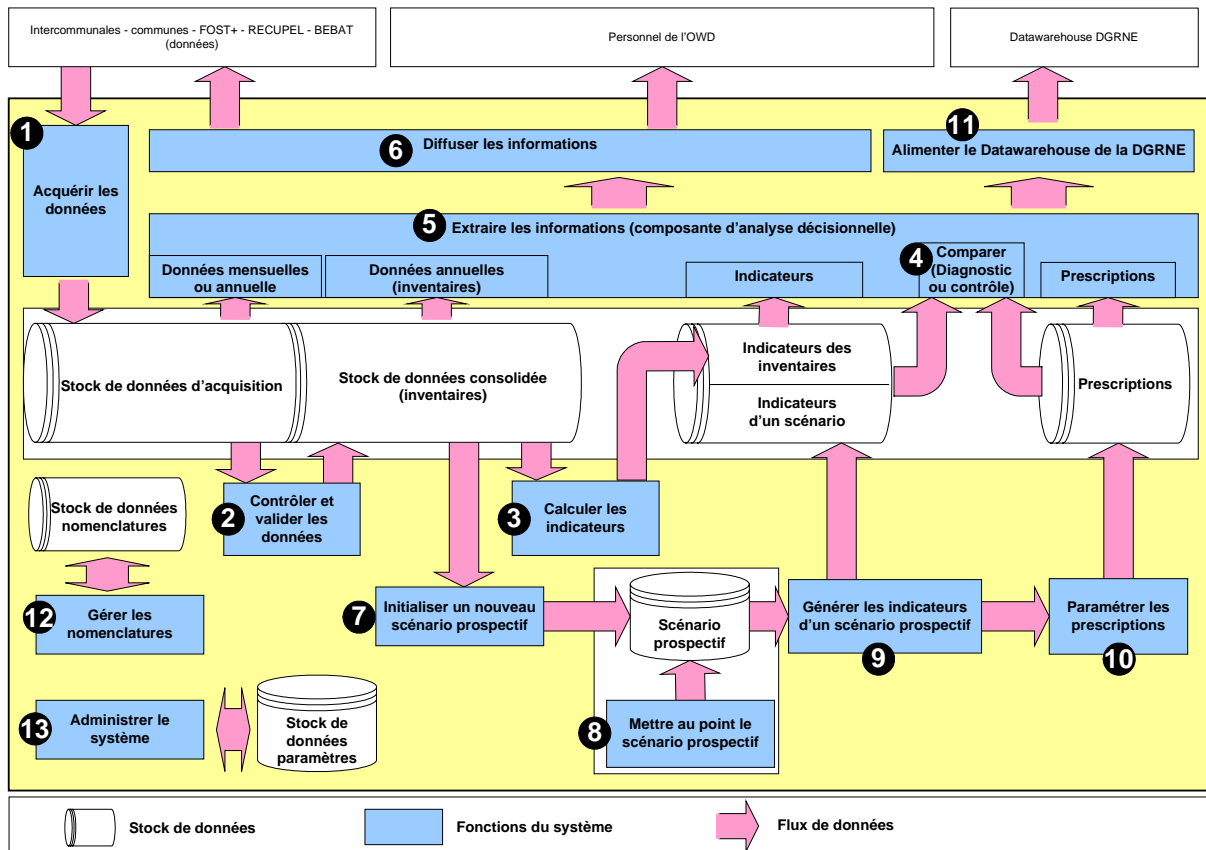 Intercommunales - communes - FOST+ - RECUPEL - BEBAT
(données)
Personnel de l'OWD
Datawarehouse DGRNE
1
Acquérir les
données
6
Diffuser les informations
11
Alimenter le Datawarehouse de la DGRNE
5
Extraire les informations (composante d'analyse décisionnelle)
Données mensuelles
ou annuelle
Données annuelles
(inventaires)
Indicateurs
4
Comparer
(Diagnostic
ou contrôle)
Prescriptions
Stock de données d'acquisition
Stock de données consolidée
(inventaires)
Indicateurs des
inventaires
Indicateurs
d'un scénario
Prescriptions
Stock de données
nomenclatures
2
Contrôler et
valider les
données
3
Calculer les
indicateurs
12
Gérer les
nomenclatures
7
Initialiser un nouveau
scénario prospectif
Scénario
prospectif
Générer les indicateurs
d'un scénario prospectif
9
Paramétrer les
prescriptions
10
13
Administrer le
système
Stock de
données
paramètres
8
Mettre au point le
scénario prospectif
Stock de données
Fonctions du système
Flux de données